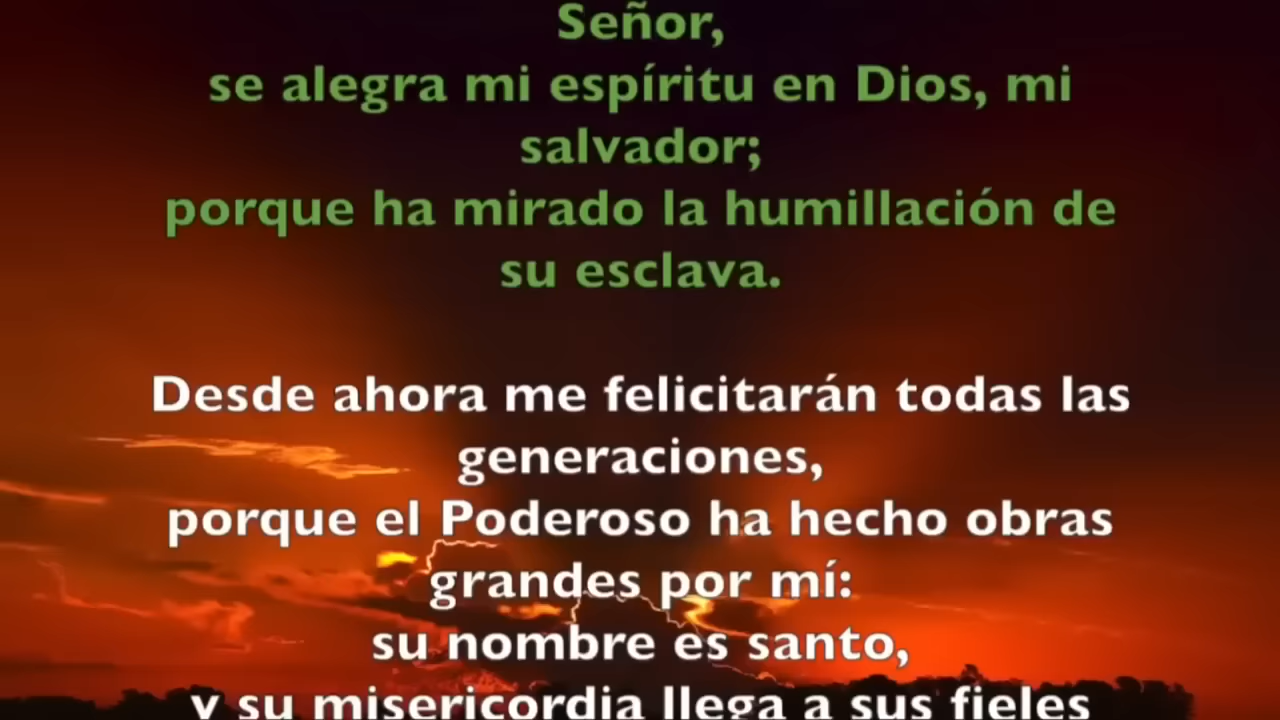 Señor,
se alegra mi espíritu en Dios, mi
salvador;
porque ha mirado la humillación de
su esclava.
Desde ahora me felicitarán todas las
generaciones,
porque el Poderoso ha hecho obras
grandes por mí:
su nombre es santo,
y su misericordia llega a sus fieles